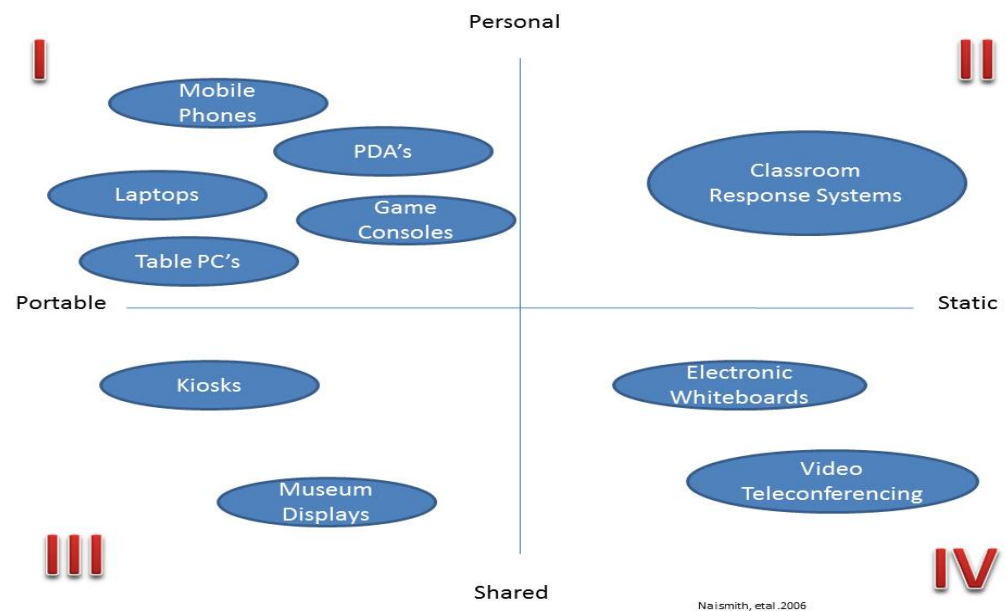 Personal
I
II
Mobile
Phones
PDA's
Classroom
Response Systems
Laptops
Game
Consoles
Table PC's
Portable
Static
Kiosks
Electronic
Whiteboards
Museum
Displays
Video
Teleconferencing
III
IV
Shared
Naismith, etal .2006